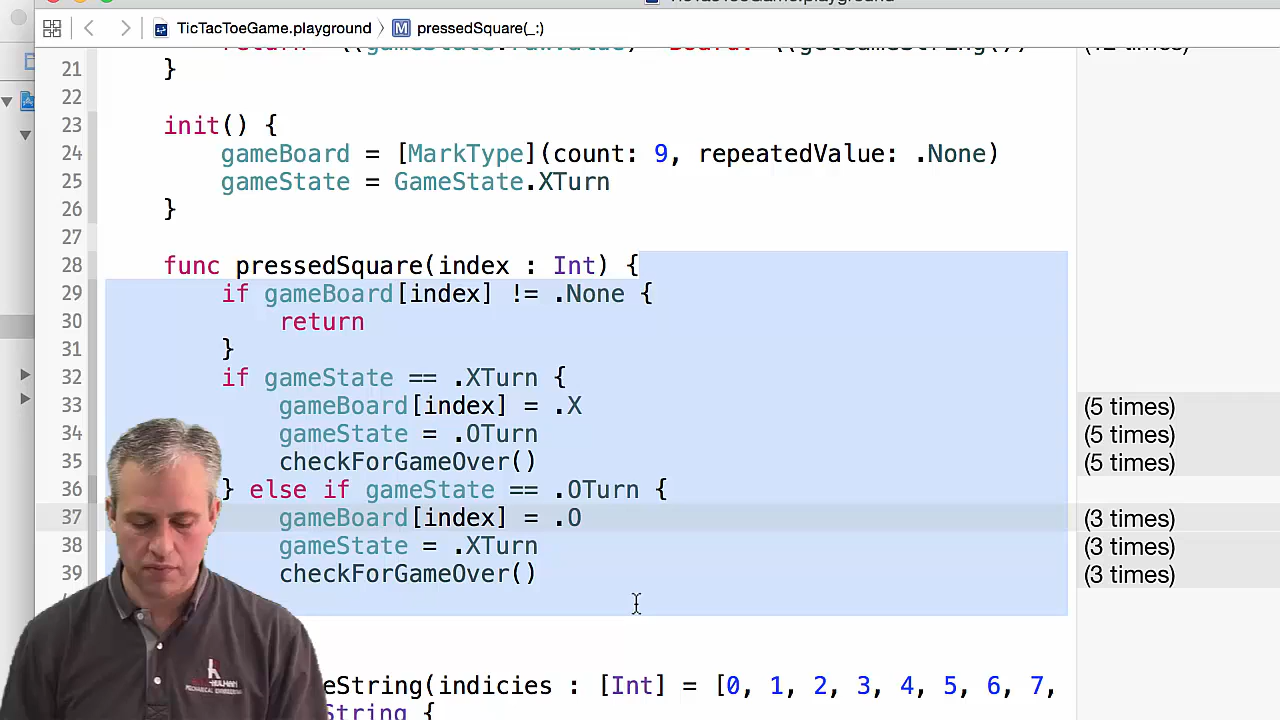 TicTacToeGame.playground
TicTacToeGame.playground 〉 M pressedSquare(_:)
21 }
22
23 init() {
24 gameBoard = [MarkType](count: 9, repeatedValue: .None)
25 gameState = GameState.XTurn
26 }
27
28 func pressedSquare(index : Int) {
29 if gameBoard[index] != .None {
30 return
31 }
32 if gameState == .XTurn {
33 gameBoard[index] = .X (5 times)
34 gameState = .OTurn (5 times)
35 checkForGameOver() (5 times)
36 } else if gameState == .OTurn {
37 gameBoard[index] = .O (3 times)
38 gameState = .XTurn (3 times)
39 checkForGameOver() (3 times)
eString(indicies : [Int] = [0, 1, 2, 3, 4, 5, 6, 7,
String {